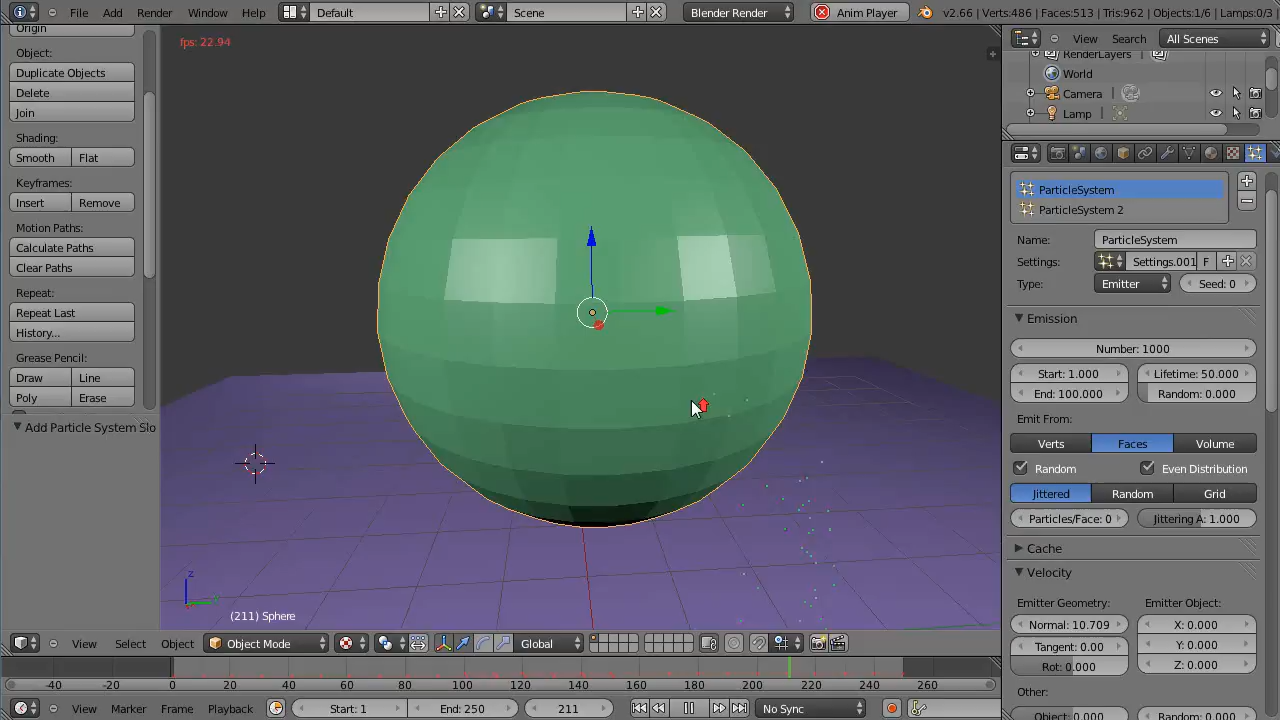 File Add Render Window Help Default Scene Blender Render Anim Player v2.66 | Verts:486 | Faces:513 | Tris:962 | Objects:1/6 | Lamps:0/3
Origin
Object:
Duplicate Objects
Delete
Join
Shading:
Smooth Flat
Keyframes:
Insert Remove
Motion Paths:
Calculate Paths
Clear Paths
Repeat:
Repeat Last
History...
Grease Pencil:
Draw Line
Poly Erase
Add Particle System Slo
fps: 22.94
z
(211) Sphere
View Search All Scenes
RenderLayers
World
Camera
Lamp
ParticleSystem
ParticleSystem 2
Name: ParticleSystem
Settings: Settings.001 F
Type: Emitter Seed: 0
Emission
Number: 1000
Start: 1.000 Lifetime: 50.000
End: 100.000 Random: 0.000
Emit From:
Verts Faces Volume
Random Even Distribution
Jittered Random Grid
Particles/Face: 0 Jittering A: 1.000
Cache
Velocity
Emitter Geometry: Emitter Object:
Normal: 10.709 X: 0.000
Tangent: 0.00 Y: 0.000
Rot: 0.000 Z: 0.000
Other:
Object: 0.000 Random: 0.000
View Select Object Object Mode Global
-40 -20 0 20 40 60 80 100 120 140 160 180 200 220 240 260
View Marker Frame Playback Start: 1 End: 250 211 No Sync